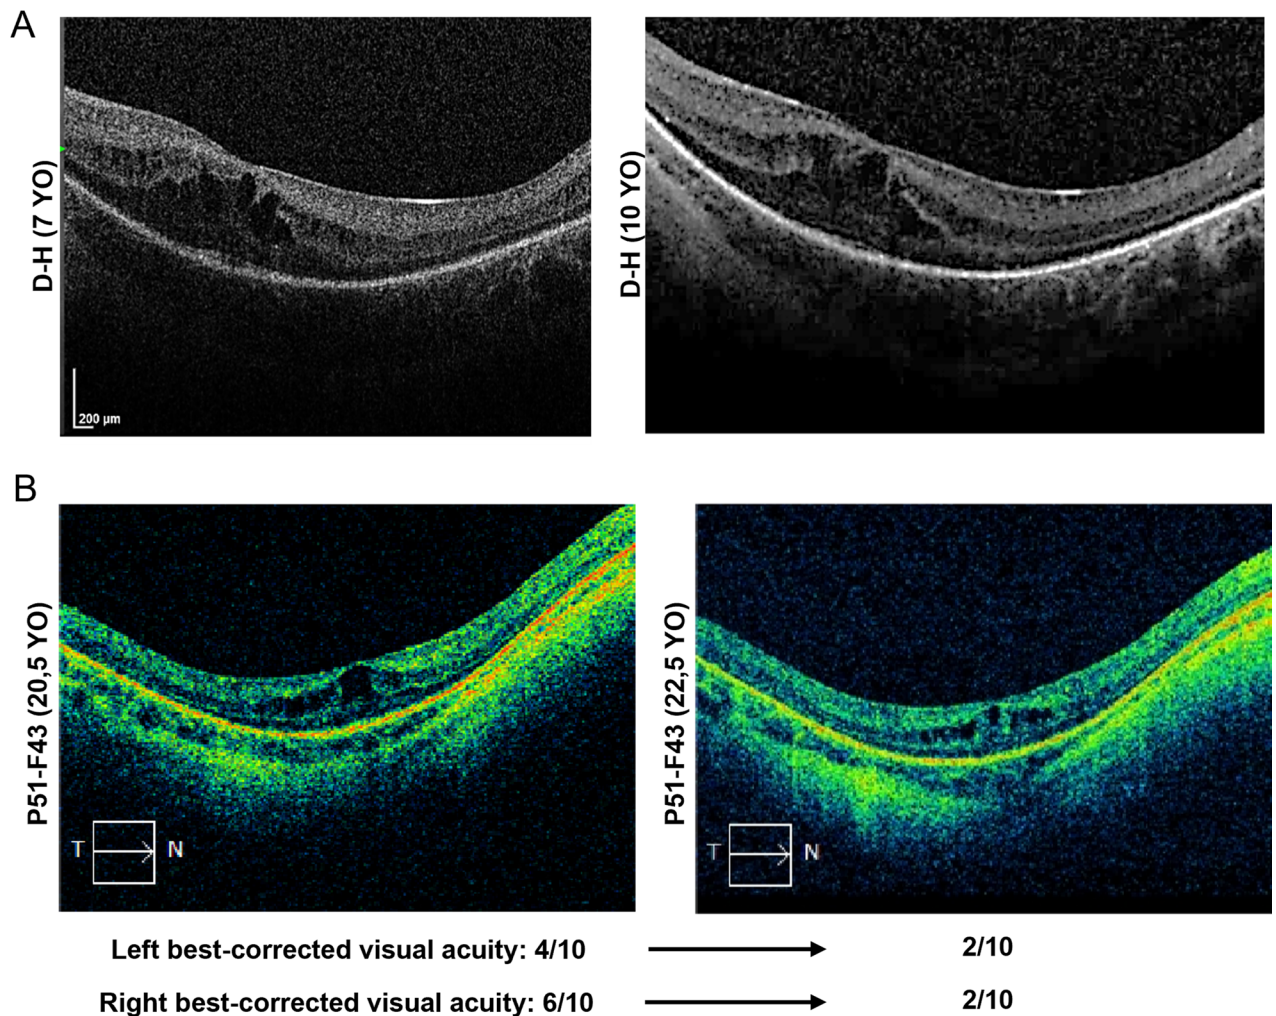 A
D-H (7 YO)
200 µm
D-H (10 YO)
B
P51-F43 (20,5 YO)
T N
P51-F43 (22,5 YO)
T N
Left best-corrected visual acuity: 4/10 2/10
Right best-corrected visual acuity: 6/10 2/10